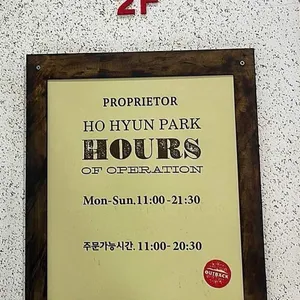 2F
PROPRIETOR
HO HYUN PARK
HOURS
OF OPERATION
Mon-Sun. 11:00-21:30
주문가능시간. 11:00-20:30
OUTBACK